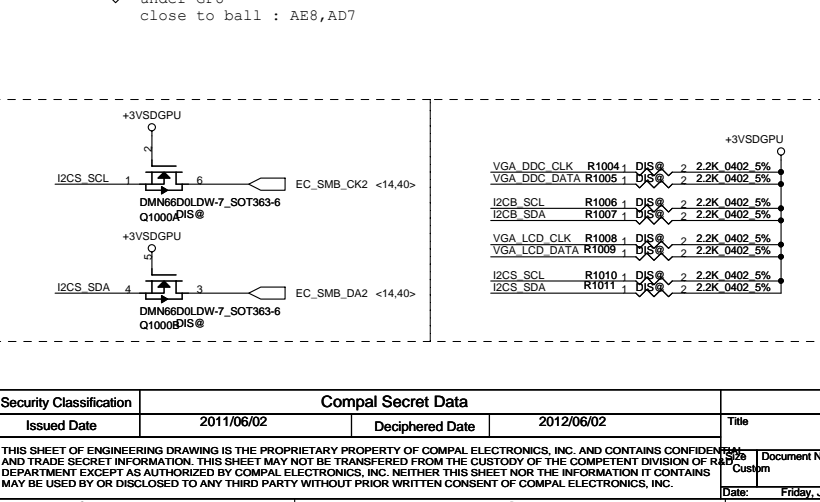 under GPU
close to ball : AE8,AD7
+3VSDGPU
2
I2CS_SCL 1 6 EC_SMB_CK2 <14,40>
DMN66D0LDW-7_SOT363-6
Q1000A DIS@
+3VSDGPU
5
I2CS_SDA 4 3 EC_SMB_DA2 <14,40>
DMN66D0LDW-7_SOT363-6
Q1000B DIS@
+3VSDGPU
VGA_DDC_CLK R1004 1 DIS@ 2 2.2K_0402_5%
VGA_DDC_DATA R1005 1 DIS@ 2 2.2K_0402_5%
I2CB_SCL R1006 1 DIS@ 2 2.2K_0402_5%
I2CB_SDA R1007 1 DIS@ 2 2.2K_0402_5%
VGA_LCD_CLK R1008 1 DIS@ 2 2.2K_0402_5%
VGA_LCD_DATA R1009 1 DIS@ 2 2.2K_0402_5%
I2CS_SCL R1010 1 DIS@ 2 2.2K_0402_5%
I2CS_SDA R1011 1 DIS@ 2 2.2K_0402_5%
Security Classification Compal Secret Data
Issued Date 2011/06/02 Deciphered Date 2012/06/02 Title
THIS SHEET OF ENGINEERING DRAWING IS THE PROPRIETARY PROPERTY OF COMPAL ELECTRONICS, INC. AND CONTAINS CONFIDENTIAL
AND TRADE SECRET INFORMATION. THIS SHEET MAY NOT BE TRANSFERED FROM THE CUSTODY OF THE COMPETENT DIVISION OF R&D
DEPARTMENT EXCEPT AS AUTHORIZED BY COMPAL ELECTRONICS, INC. NEITHER THIS SHEET NOR THE INFORMATION IT CONTAINS
MAY BE USED BY OR DISCLOSED TO ANY THIRD PARTY WITHOUT PRIOR WRITTEN CONSENT OF COMPAL ELECTRONICS, INC.
Size Document N
Custom
Date: Friday,